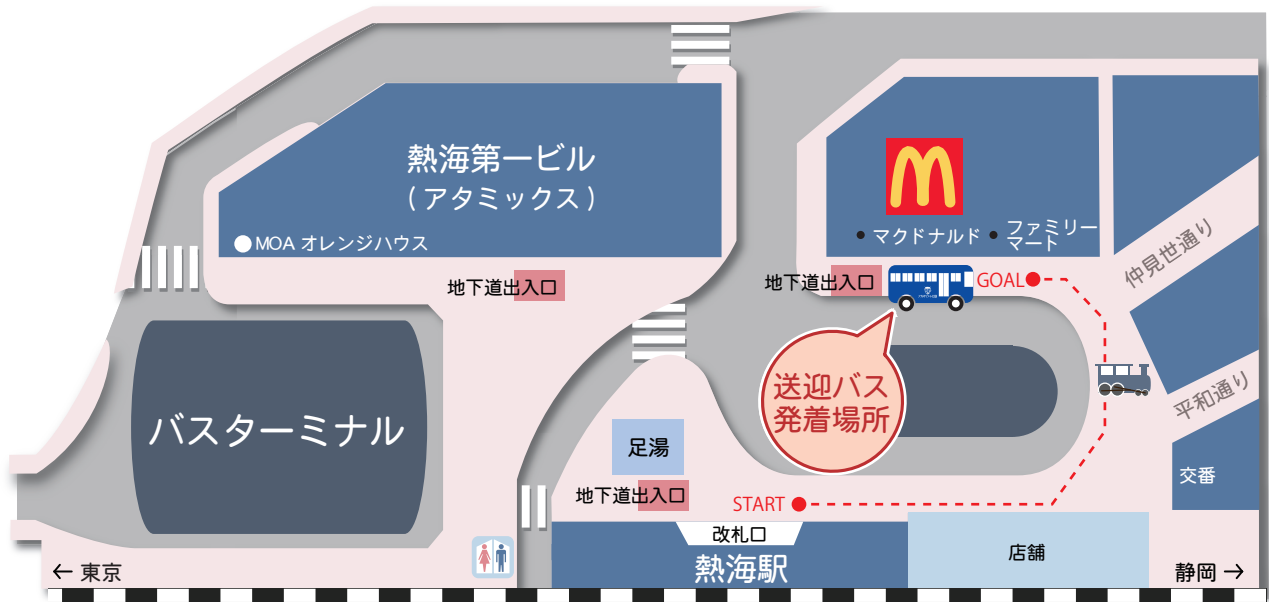 熱海第一ビル
(アタミックス)
MOA オレンジハウス
地下道出入口
マクドナルド
ファミリー
マート
仲見世通り
地下道出入口
GOAL
送迎バス
発着場所
平和通り
バスターミナル
足湯
地下道出入口
START
交番
改札口
熱海駅
店舗
← 東京
静岡 →